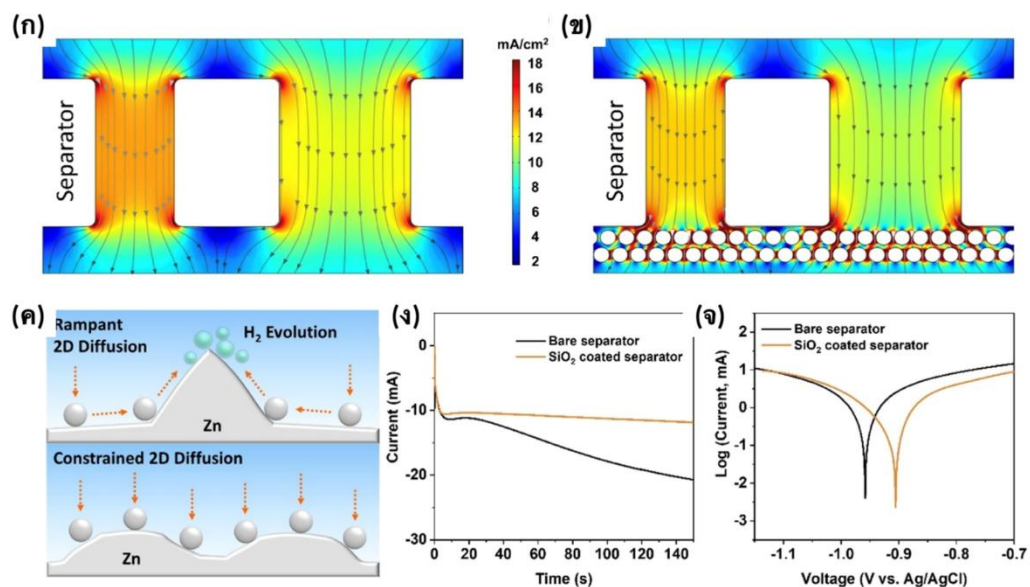 (ก)
mA/cm²
(ข)
Separator
18
16
14
12
10
8
6
4
2
Separator
(ค)
Rampant
2D Diffusion
H₂ Evolution
Zn
Constrained 2D Diffusion
Zn
(ง)
Bare separator
SiO₂ coated separator
0
-10
-20
-30
Current (mA)
0 20 40 60 80 100 120 140
Time (s)
(จ)
Bare separator
SiO₂ coated separator
2
1
0
-1
-2
-3
Log (Current, mA)
-1.1 -1.0 -0.9 -0.8 -0.7
Voltage (V vs. Ag/AgCl)